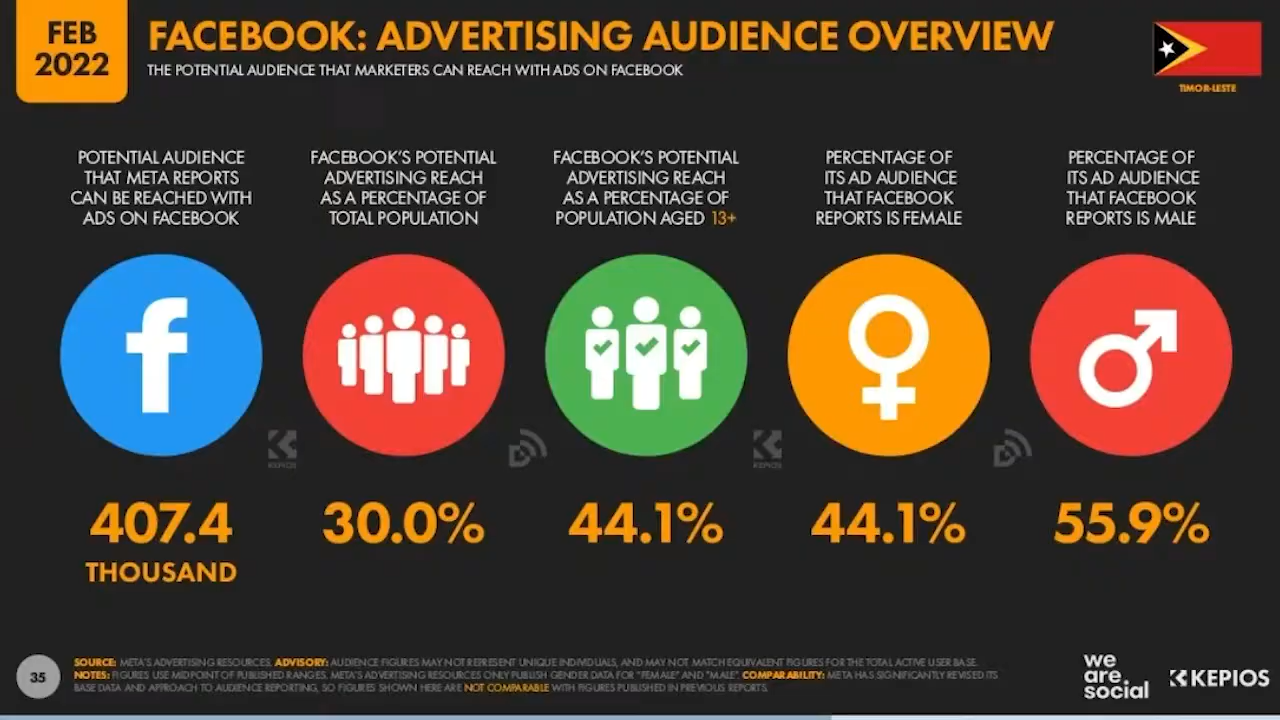 FEB
2022
FACEBOOK: ADVERTISING AUDIENCE OVERVIEW
THE POTENTIAL AUDIENCE THAT MARKETERS CAN REACH WITH ADS ON FACEBOOK
TIMOR-LESTE
POTENTIAL AUDIENCE
THAT META REPORTS
CAN BE REACHED WITH
ADS ON FACEBOOK
FACEBOOK'S POTENTIAL
ADVERTISING REACH
AS A PERCENTAGE OF
TOTAL POPULATION
FACEBOOK'S POTENTIAL
ADVERTISING REACH
AS A PERCENTAGE OF
POPULATION AGED 13+
PERCENTAGE OF
ITS AD AUDIENCE
THAT FACEBOOK
REPORTS IS FEMALE
PERCENTAGE OF
ITS AD AUDIENCE
THAT FACEBOOK
REPORTS IS MALE
f
KEPIOS
KEPIOS
407.4
THOUSAND
30.0%
44.1%
44.1%
55.9%
35
SOURCE: META'S ADVERTISING RESOURCES. ADVISORY: AUDIENCE FIGURES MAY NOT REPRESENT UNIQUE INDIVIDUALS, AND MAY NOT MATCH EQUIVALENT FIGURES FOR THE TOTAL ACTIVE USER BASE.
NOTES: FIGURES USE MIDPOINT OF PUBLISHED RANGES. META'S ADVERTISING RESOURCES ONLY PUBLISH GENDER DATA FOR "FEMALE" AND "MALE". COMPARABILITY: META HAS SIGNIFICANTLY REVISED ITS
BASE DATA AND APPROACH TO AUDIENCE REPORTING, SO FIGURES SHOWN HERE ARE NOT COMPARABLE WITH FIGURES PUBLISHED IN PREVIOUS REPORTS.
we
are
social
KEPIOS